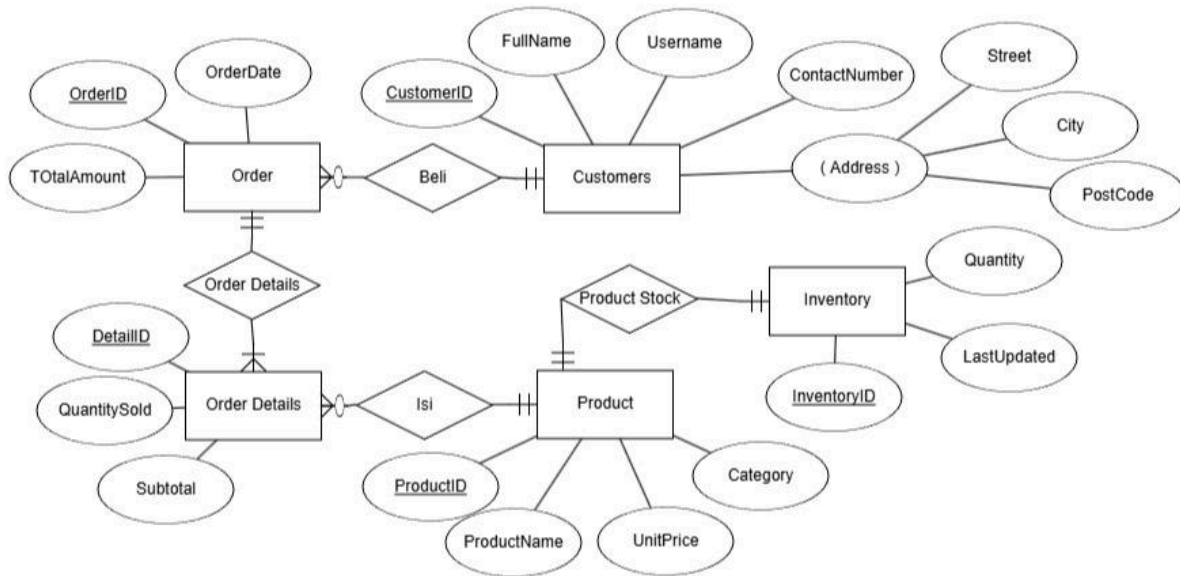 FullName
Username
OrderDate
Street
ContactNumber
OrderID
CustomerID
City
TOtalAmount
Order
Beli
Customers
( Address )
PostCode
Quantity
Order Details
Product Stock
Inventory
DetailID
LastUpdated
InventoryID
QuantitySold
Order Details
Isi
Product
Category
Subtotal
ProductID
ProductName
UnitPrice